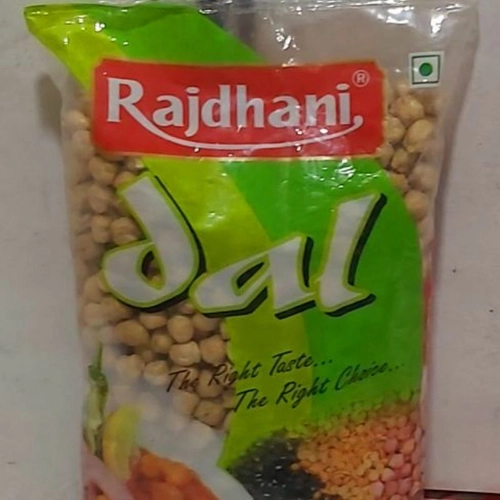 Rajdhani®
Dal
The Right Taste...
The Right Choice...